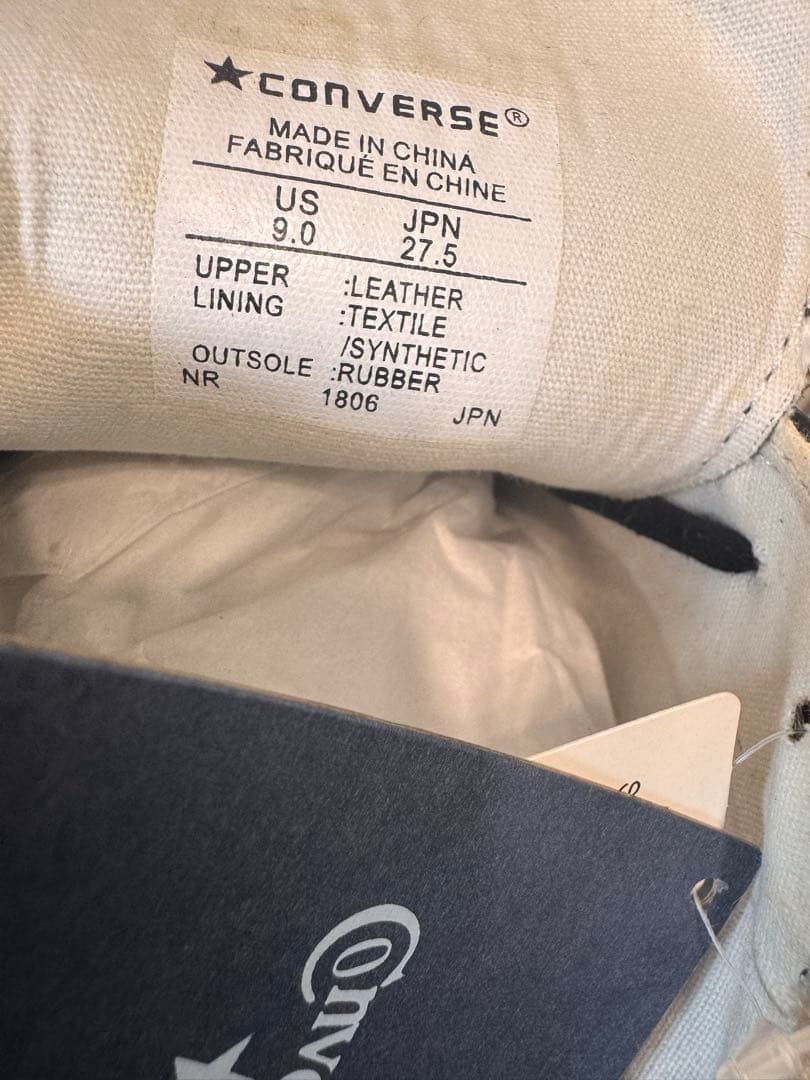 ★CONVERSE®
MADE IN CHINA
FABRIQUÉ EN CHINE
US JPN
9.0 27.5
UPPER :LEATHER
LINING :TEXTILE
/SYNTHETIC
OUTSOLE :RUBBER
NR 1806 JPN
Conv